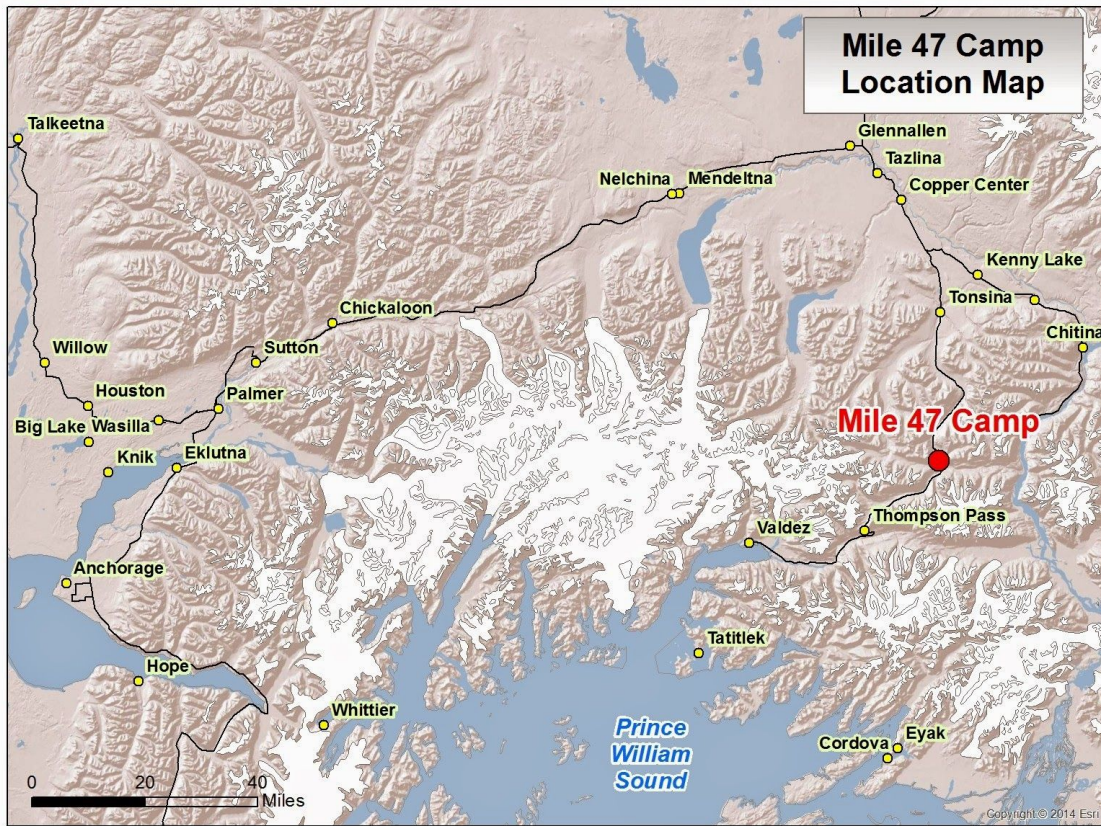 Mile 47 Camp
Location Map
Talkeetna
Glennallen
Tazlina
Nelchina
Mendeltna
Copper Center
Kenny Lake
Chickaloon
Tonsina
Chitina
Willow
Sutton
Houston
Palmer
Big Lake
Wasilla
Mile 47 Camp
Knik
Eklutna
Thompson Pass
Valdez
Anchorage
Tatitlek
Hope
Whittier
Prince
William
Sound
Cordova
Eyak
0 20 40
Miles
Copyright © 2014 Esri